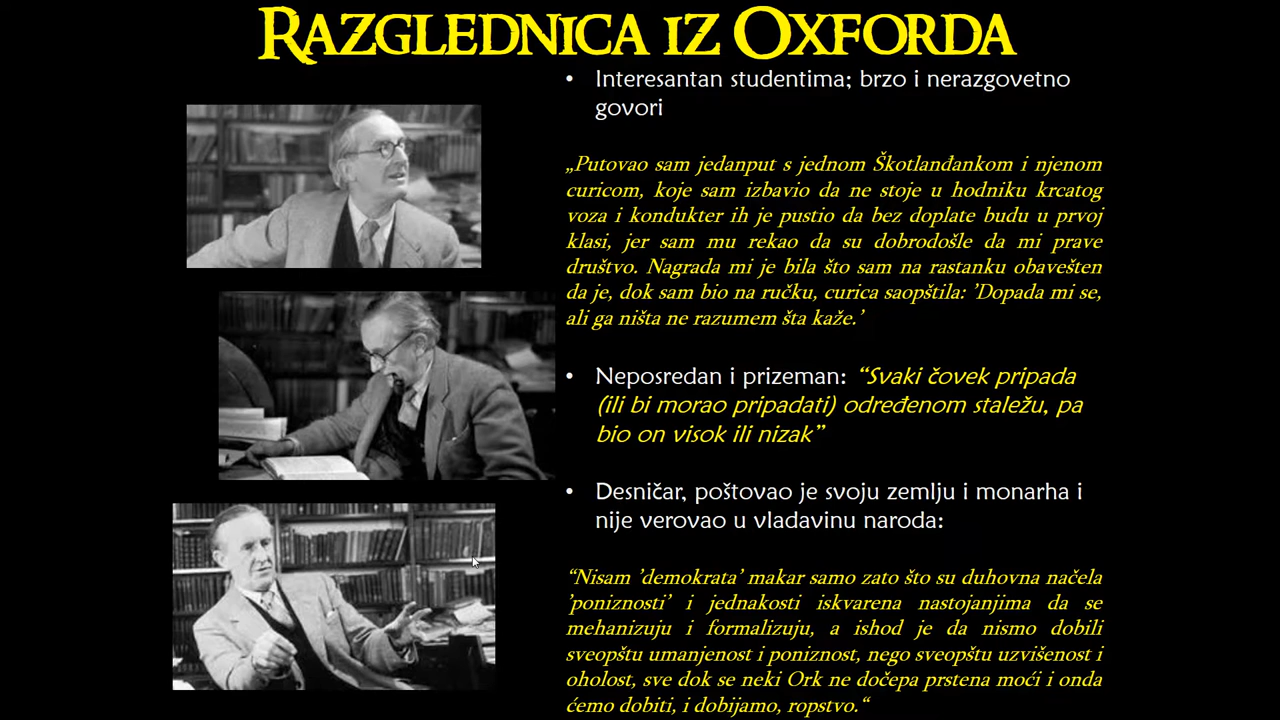 RAZGLEDNICA IZ OXFORDA
• Interesantan studentima; brzo i nerazgovetno
govori
„Putovao sam jedanput s jednom Škotlanđankom i njenom
curicom, koje sam izbavio da ne stoje u hodniku krcatog
voza i kondukter ih je pustio da bez doplate budu u prvoj
klasi, jer sam mu rekao da su dobrodošle da mi prave
društvo. Nagrada mi je bila što sam na rastanku obavešten
da je, dok sam bio na ručku, curica saopštila: ’Dopada mi se,
ali ga ništa ne razumem šta kaže.’
• Neposredan i prizeman: “Svaki čovek pripada
(ili bi morao pripadati) određenom staležu, pa
bio on visok ili nizak”
• Desničar, poštovao je svoju zemlju i monarha i
nije verovao u vladavinu naroda:
“Nisam ’demokrata’ makar samo zato što su duhovna načela
’poniznosti’ i jednakosti iskvarena nastojanjima da se
mehanizuju i formalizuju, a ishod je da nismo dobili
sveopštu umanjenost i poniznost, nego sveopštu uzvišenost i
oholost, sve dok se neki Ork ne dočepa prstena moći i onda
ćemo dobiti, i dobijamo, ropstvo.“